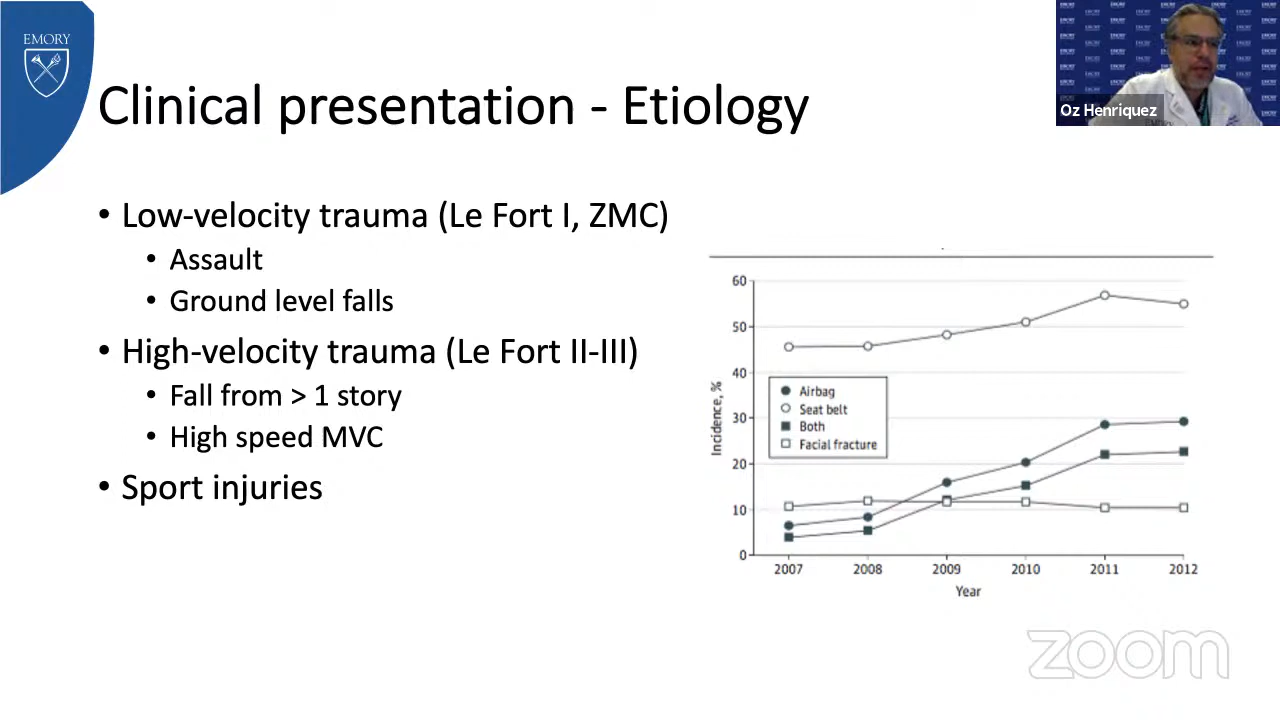 EMORY
Clinical presentation - Etiology
Oz Henriquez
EMORY
• Low-velocity trauma (Le Fort I, ZMC)
• Assault
• Ground level falls
• High-velocity trauma (Le Fort II-III)
• Fall from > 1 story
• High speed MVC
• Sport injuries
60
50
40
30
20
10
0
Incidence, %
Airbag
Seat belt
Both
Facial fracture
2007 2008 2009 2010 2011 2012
Year
zoom